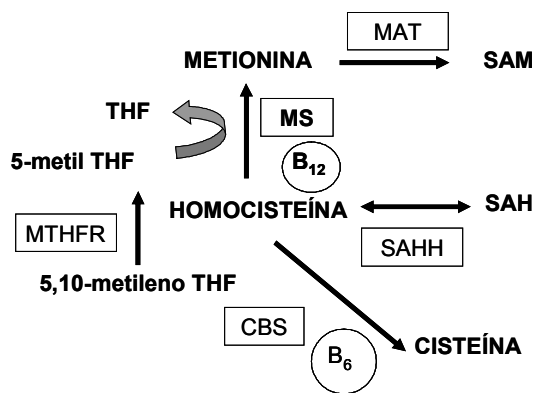 MAT
METIONINA
SAM
THF
MS
5-metil THF
B12
HOMOCISTEÍNA
SAH
MTHFR
SAHH
5,10-metileno THF
CBS
B6
CISTEÍNA